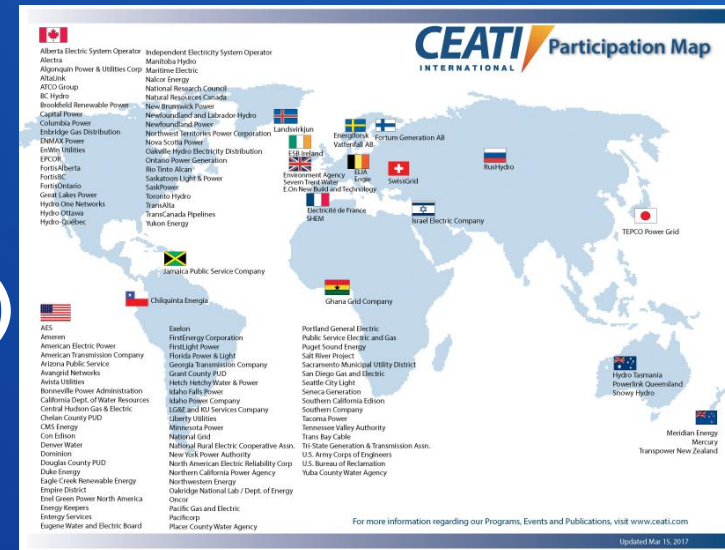 CEATI
INTERNATIONAL
Participation Map
Alberta Electric System Operator
Alectra
Algonquin Power & Utilities Corp
AltaLink
ATCO Group
BC Hydro
Brookfield Renewable Power
Capital Power
Columbia Power
Enbridge Gas Distribution
ENMAX Power
EnWin Utilities
EPCOR
FortisAlberta
FortisBC
FortisOntario
Great Lakes Power
Hydro One Networks
Hydro Ottawa
Hydro-Québec
Independent Electricity System Operator
Manitoba Hydro
Maritime Electric
Nalcor Energy
National Research Council
Natural Resources Canada
New Brunswick Power
Newfoundland and Labrador Hydro
Newfoundland Power
Northwest Territories Power Corporation
Nova Scotia Power
Oakville Hydro Electricity Distribution
Ontario Power Generation
Rio Tinto Alcan
Saskatoon Light & Power
SaskPower
Toronto Hydro
TransAlta
TransCanada Pipelines
Yukon Energy
Landsvirkjun
ESB Ireland
Environment Agency
Severn Trent Water
E.On New Build and Technology
Energiforsk
Vattenfall AB
Fortum Generation AB
ELIA
Engie
SwissGrid
Electricité de France
SHEM
Israel Electric Company
RusHydro
TEPCO Power Grid
Jamaica Public Service Company
Chilquinta Energia
Ghana Grid Company
AES
Ameren
American Electric Power
American Transmission Company
Arizona Public Service
Avangrid Networks
Avista Utilities
Bonneville Power Administration
California Dept. of Water Resources
Central Hudson Gas & Electric
Chelan County PUD
CMS Energy
Con Edison
Denver Water
Dominion
Douglas County PUD
Duke Energy
Eagle Creek Renewable Energy
Empire District
Enel Green Power North America
Energy Keepers
Entergy Services
Eugene Water and Electric Board
Exelon
FirstEnergy Corporation
FirstLight Power
Florida Power & Light
Georgia Transmission Company
Grant County PUD
Hetch Hetchy Water & Power
Idaho Falls Power
Idaho Power Company
LG&E and KU Services Company
Liberty Utilities
Minnesota Power
National Grid
National Rural Electric Cooperative Assn.
New York Power Authority
North American Electric Reliability Corp
Northern California Power Agency
Northwestern Energy
Oakridge National Lab / Dept. of Energy
Oncor
Pacific Gas and Electric
Pacificorp
Placer County Water Agency
Portland General Electric
Public Service Electric and Gas
Puget Sound Energy
Salt River Project
Sacramento Municipal Utility District
San Diego Gas and Electric
Seattle City Light
Seneca Generation
Southern California Edison
Southern Company
Tacoma Power
Tennessee Valley Authority
Trans Bay Cable
Tri-State Generation & Transmission Assn.
U.S. Army Corps of Engineers
U.S. Bureau of Reclamation
Yuba County Water Agency
Hydro Tasmania
Powerlink Queensland
Snowy Hydro
Meridian Energy
Mercury
Transpower New Zealand
For more information regarding our Programs, Events and Publications, visit www.ceati.com
Updated Mar 15, 2017